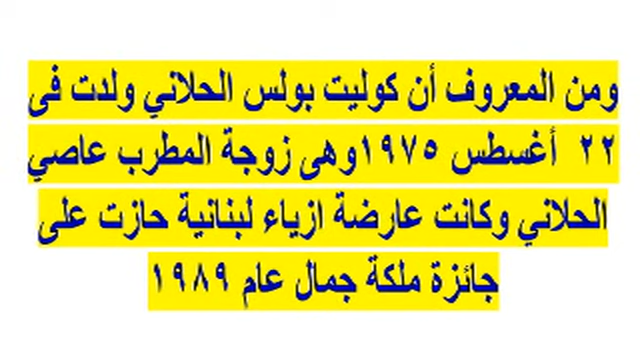 ومن المعروف أن كوليت بولس الحلاني ولدت فى
٢٢ أغسطس ١٩٧٥وهى زوجة المطرب عاصي
الحلاني وكانت عارضة ازياء لبنانية حازت على
جائزة ملكة جمال عام ١٩٨٩